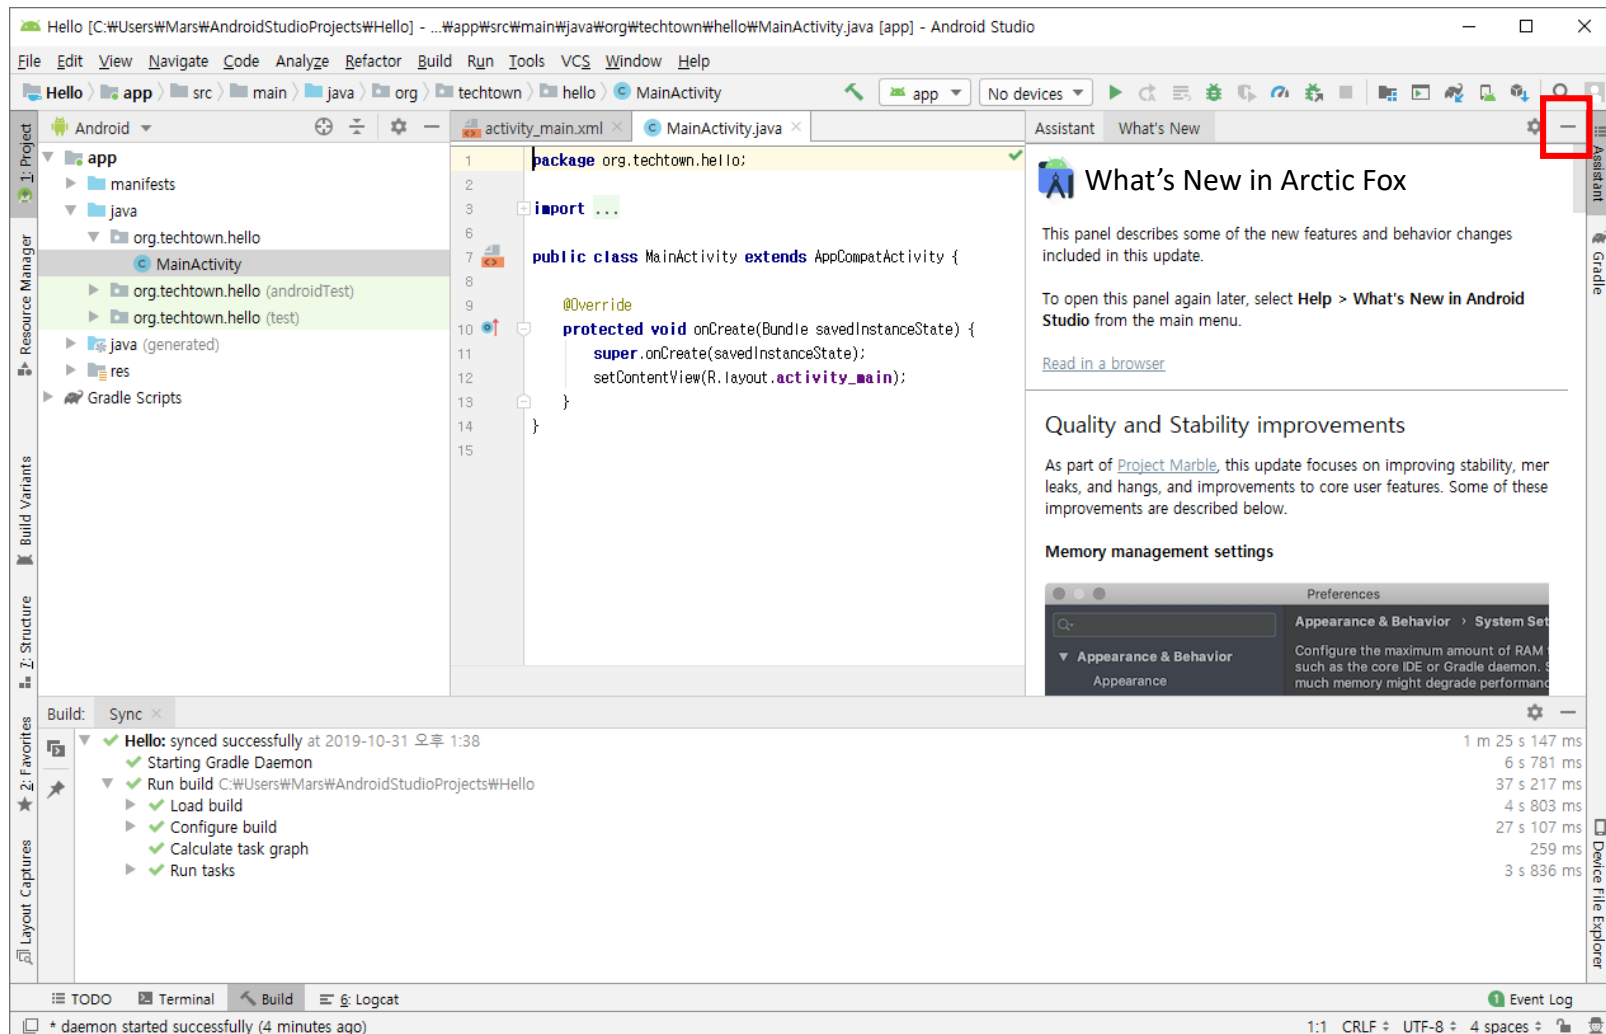 Hello [C:₩Users₩Mars₩AndroidStudioProjects₩Hello] - ...₩app₩src₩main₩java₩org₩techtown₩hello₩MainActivity.java [app] - Android Studio
File Edit View Navigate Code Analyze Refactor Build Run Tools VCS Window Help
Hello app src main java org techtown hello MainActivity app No devices
1: Project
Resource Manager
Build Variants
7: Structure
2: Favorites
Layout Captures
Android
app
manifests
java
org.techtown.hello
MainActivity
org.techtown.hello (androidTest)
org.techtown.hello (test)
java (generated)
res
Gradle Scripts
activity_main.xml MainActivity.java
1 package org.techtown.hello;
2
3 import ...
6
7 public class MainActivity extends AppCompatActivity {
8
9 @Override
10 protected void onCreate(Bundle savedInstanceState) {
11 super.onCreate(savedInstanceState);
12 setContentView(R.layout.activity_main);
13 }
14 }
15
Assistant What's New
What's New in Arctic Fox
This panel describes some of the new features and behavior changes
included in this update.
To open this panel again later, select Help > What's New in Android
Studio from the main menu.
Read in a browser
Quality and Stability improvements
As part of Project Marble, this update focuses on improving stability, mer
leaks, and hangs, and improvements to core user features. Some of these
improvements are described below.
Memory management settings
Preferences
Appearance & Behavior
Appearance
Appearance & Behavior › System Set
Configure the maximum amount of RAM
such as the core IDE or Gradle daemon. S
much memory might degrade performanc
Assistant
Gradle
Device File Explorer
Build: Sync
Hello: synced successfully at 2019-10-31 오후 1:38 1 m 25 s 147 ms
Starting Gradle Daemon 6 s 781 ms
Run build C:₩Users₩Mars₩AndroidStudioProjects₩Hello 37 s 217 ms
Load build 4 s 803 ms
Configure build 27 s 107 ms
Calculate task graph 259 ms
Run tasks 3 s 836 ms
TODO Terminal Build 6: Logcat 1 Event Log
* daemon started successfully (4 minutes ago) 1:1 CRLF UTF-8 4 spaces